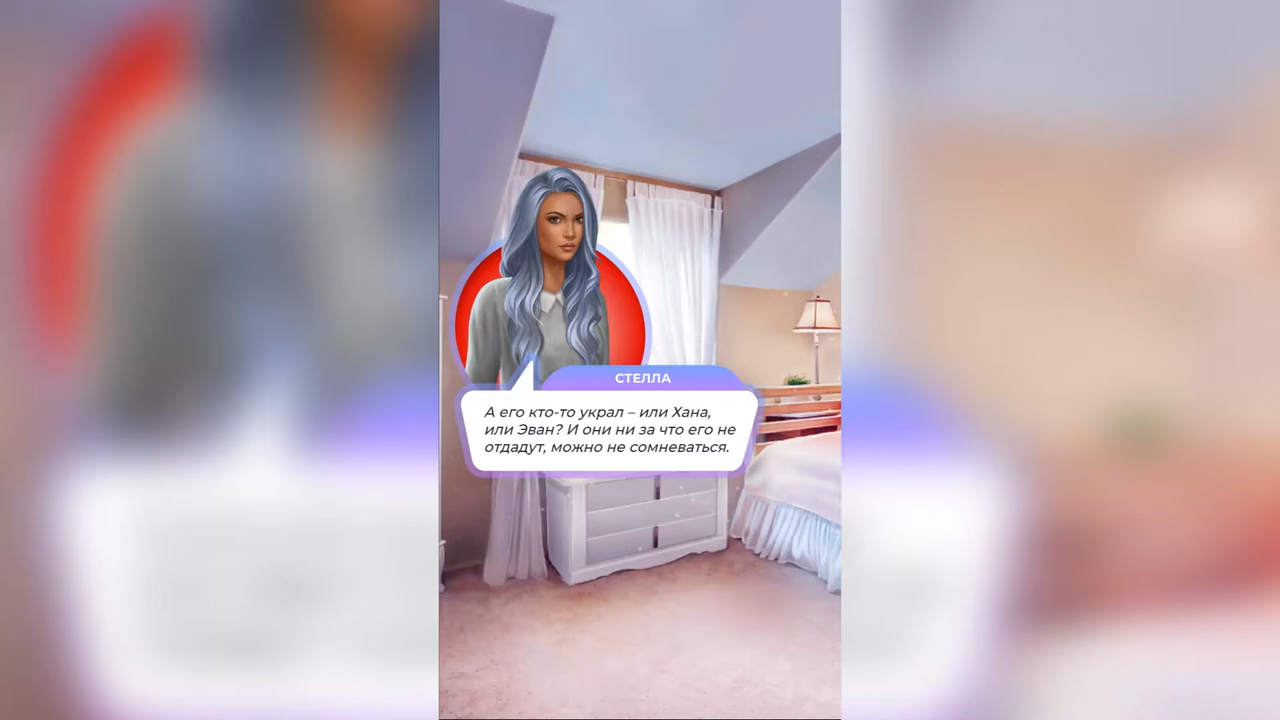 СТЕЛЛА
А его кто-то украл – или Хана,
или Эван? И они ни за что его не
отдадут, можно не сомневаться.